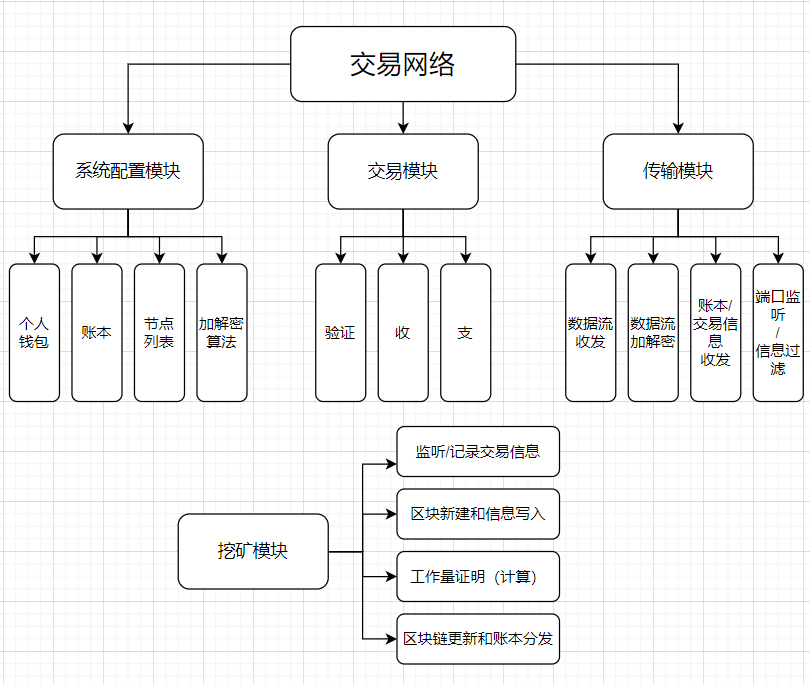 交易网络
系统配置模块
交易模块
传输模块
个人
钱包
账本
节点
列表
加解密
算法
验证
收
支
数据流
收发
数据流
加解密
账本/
交易信
息
收发
端口监
听
/
信息过
滤
监听/记录交易信息
区块新建和信息写入
挖矿模块
工作量证明（计算）
区块链更新和账本分发